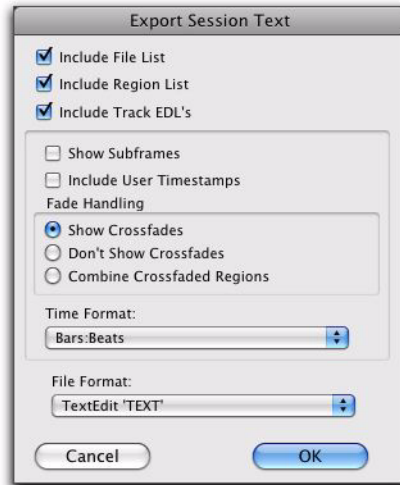 Export Session Text
Include File List
Include Region List
Include Track EDL's
Show Subframes
Include User Timestamps
Fade Handling
Show Crossfades
Don't Show Crossfades
Combine Crossfaded Regions
Time Format:
Bars:Beats
File Format:
TextEdit 'TEXT'
Cancel
OK